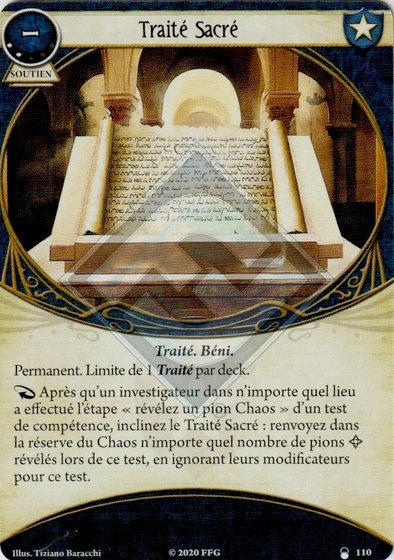 Traité Sacré
SOUTIEN
Traité. Béni.
Permanent. Limite de 1 Traité par deck.
Après qu'un investigateur dans n'importe quel lieu
a effectué l'étape « révélez un pion Chaos » d'un test
de compétence, inclinez le Traité Sacré : renvoyez dans
la réserve du Chaos n'importe quel nombre de pions
révélés lors de ce test, en ignorant leurs modificateurs
pour ce test.
Illus. Tiziano Baracchi © 2020 FFG 110